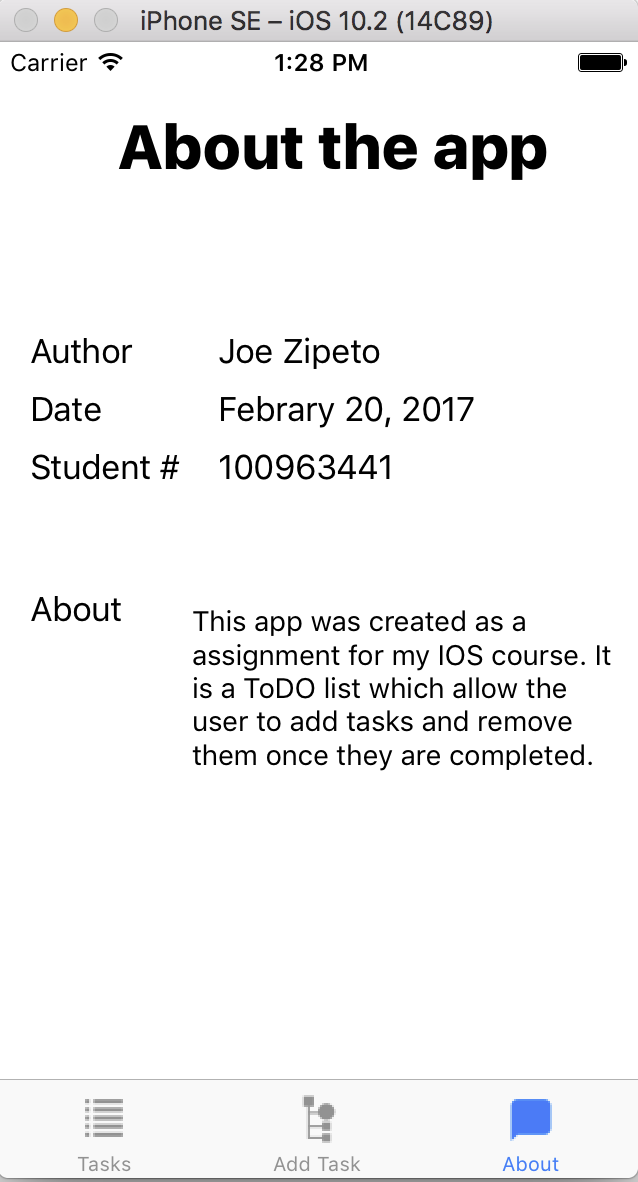 iPhone SE – iOS 10.2 (14C89)
Carrier 1:28 PM
About the app
Author Joe Zipeto
Date Febrary 20, 2017
Student # 100963441
About
This app was created as a
assignment for my IOS course. It
is a ToDO list which allow the
user to add tasks and remove
them once they are completed.
Tasks Add Task About